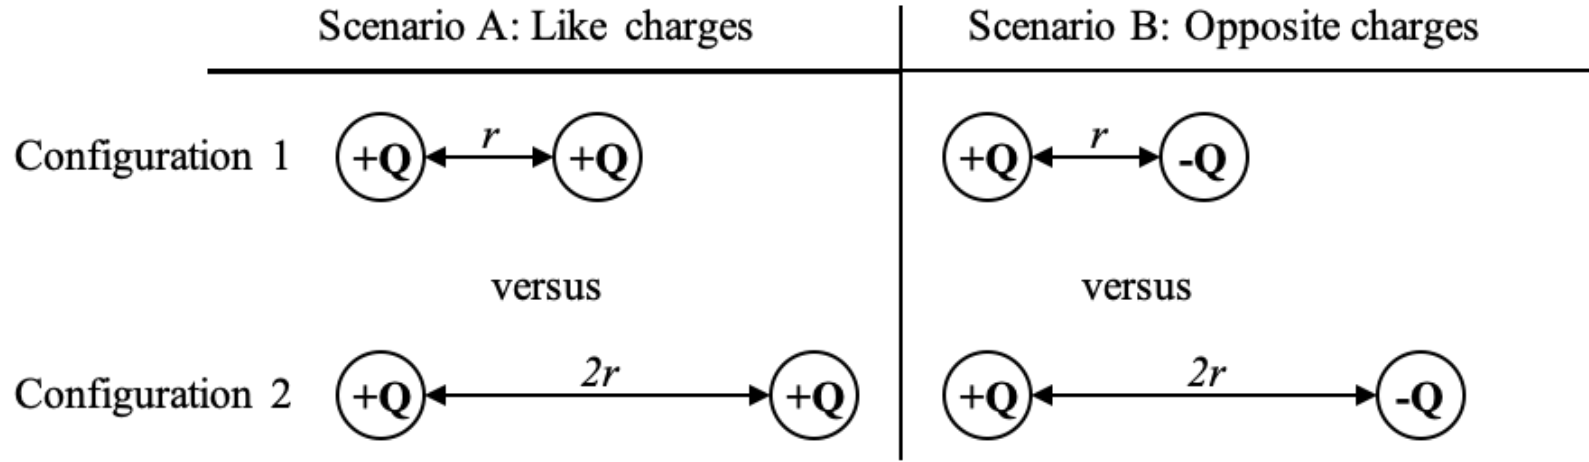 Scenario A: Like charges Scenario B: Opposite charges
Configuration 1 +Q r +Q +Q r -Q
versus versus
Configuration 2 +Q 2r +Q +Q 2r -Q